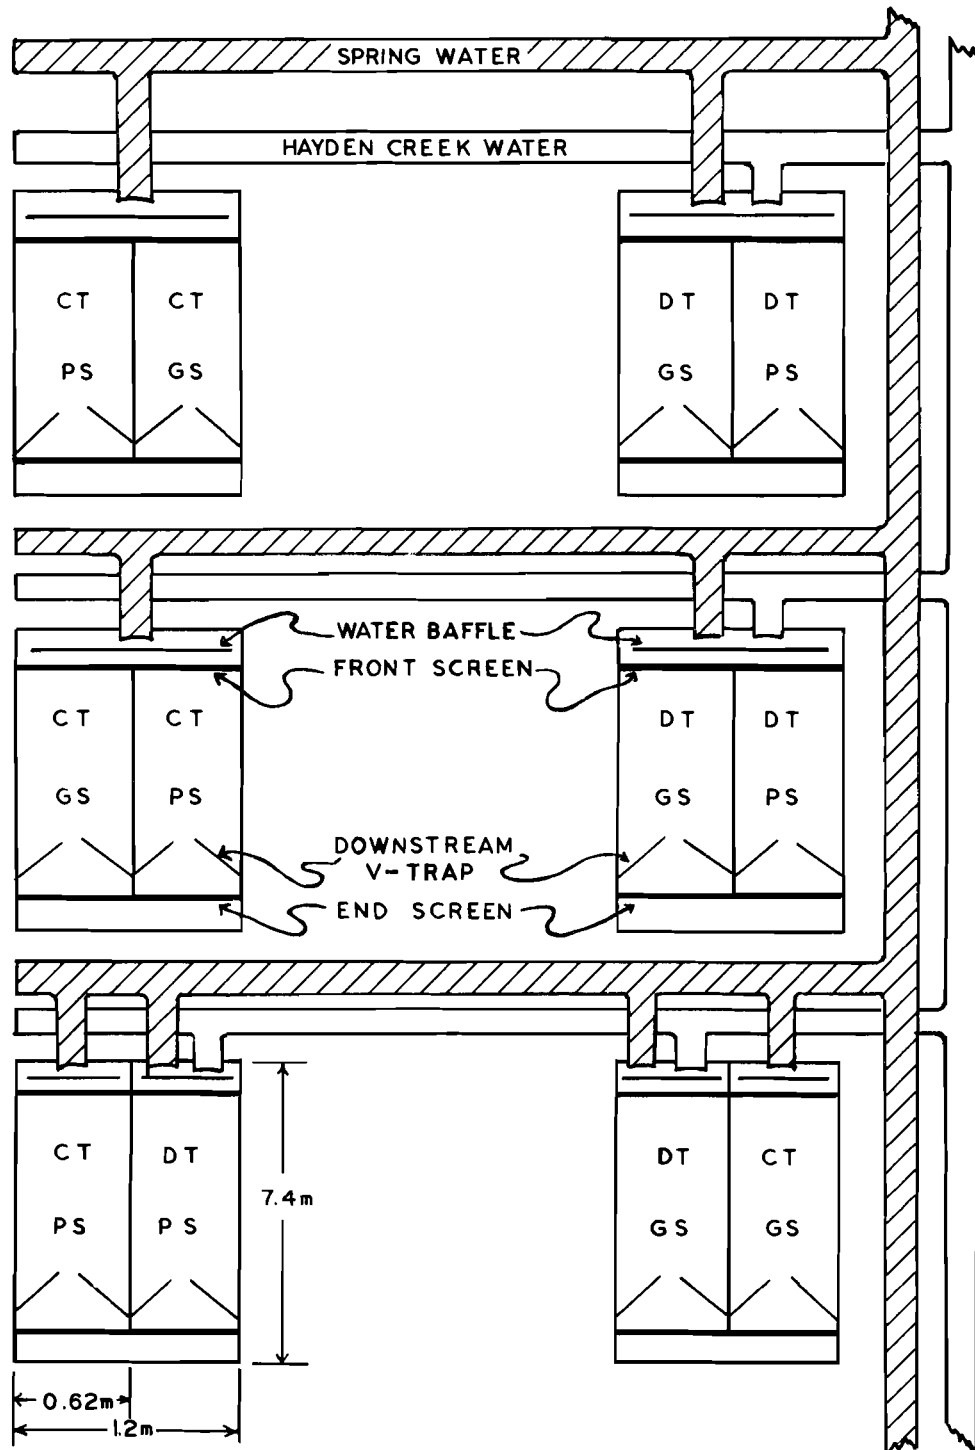 SPRING WATER
HAYDEN CREEK WATER
CT CT
PS GS
DT DT
GS PS
WATER BAFFLE
FRONT SCREEN
CT CT
GS PS
DT DT
GS PS
DOWNSTREAM
V-TRAP
END SCREEN
CT DT
PS PS
7.4m
DT CT
GS GS
0.62m
1.2m